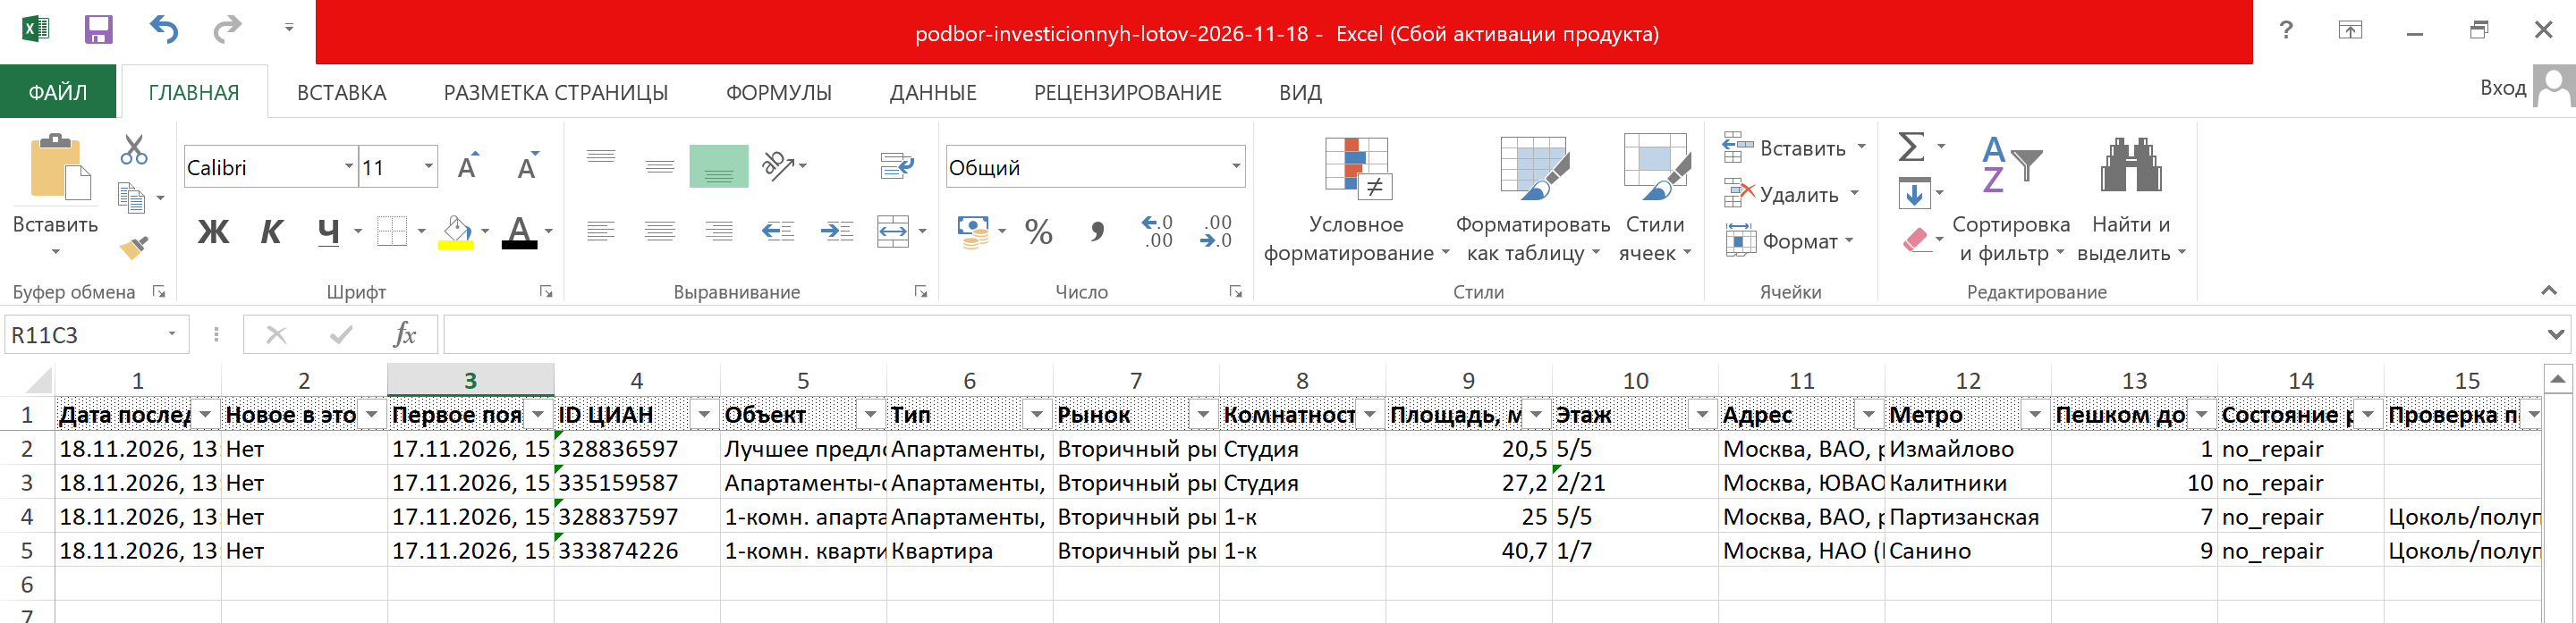 podbor-investicionnyh-lotov-2026-11-18 - Excel (Сбой активации продукта)
?
ФАЙЛ ГЛАВНАЯ ВСТАВКА РАЗМЕТКА СТРАНИЦЫ ФОРМУЛЫ ДАННЫЕ РЕЦЕНЗИРОВАНИЕ ВИД Вход
Вставить
Буфер обмена
Calibri 11
Ж К Ч А
Шрифт
Выравнивание
Общий
%
Число
Условное форматирование
Форматировать как таблицу
Стили ячеек
Стили
Вставить
Удалить
Формат
Ячейки
Сортировка и фильтр
Найти и выделить
Редактирование
R11C3 fx
1 2 3 4 5 6 7 8 9 10 11 12 13 14 15
1 Дата послед Новое в это Первое поя ID ЦИАН Объект Тип Рынок Комнатност Площадь, м Этаж Адрес Метро Пешком до Состояние р Проверка п
2 18.11.2026, 13: Нет 17.11.2026, 15: 328836597 Лучшее предло Апартаменты, Вторичный ры Студия 20,5 5/5 Москва, ВАО, р Измайлово 1 no_repair
3 18.11.2026, 13: Нет 17.11.2026, 15: 335159587 Апартаменты-с Апартаменты, Вторичный ры Студия 27,2 2/21 Москва, ЮВАО Калитники 10 no_repair
4 18.11.2026, 13: Нет 17.11.2026, 15: 328837597 1-комн. апарта Апартаменты, Вторичный ры 1-к 25 5/5 Москва, ВАО, р Партизанская 7 no_repair Цоколь/полуп
5 18.11.2026, 13: Нет 17.11.2026, 15: 333874226 1-комн. кварти Квартира Вторичный ры 1-к 40,7 1/7 Москва, НАО ( Санино 9 no_repair Цоколь/полуп
6
7